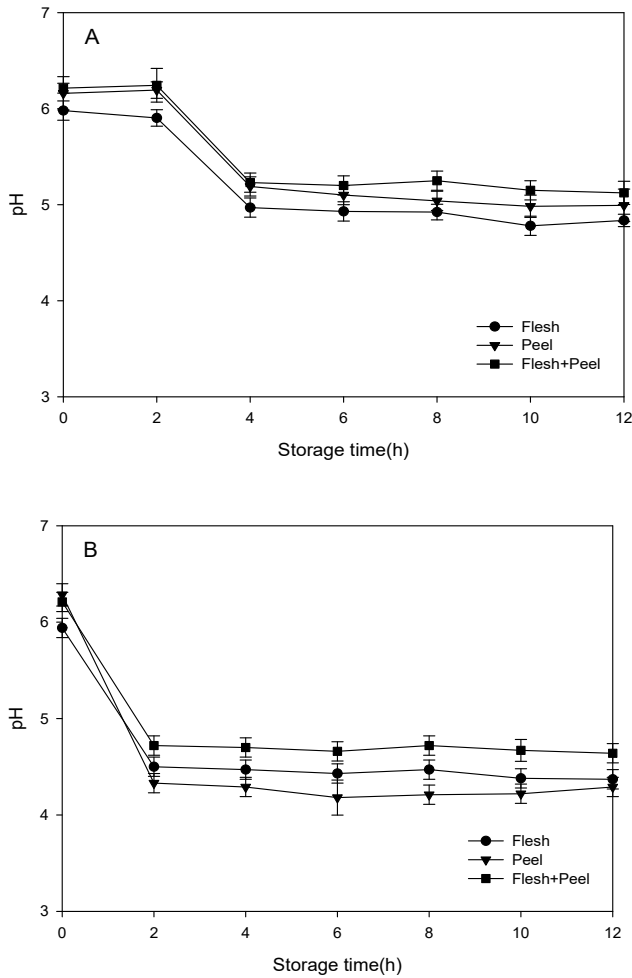 7
A
6
5
4
3
pH
Flesh
Peel
Flesh+Peel
0 2 4 6 8 10 12
Storage time(h)
7
B
6
5
4
3
pH
Flesh
Peel
Flesh+Peel
0 2 4 6 8 10 12
Storage time(h)